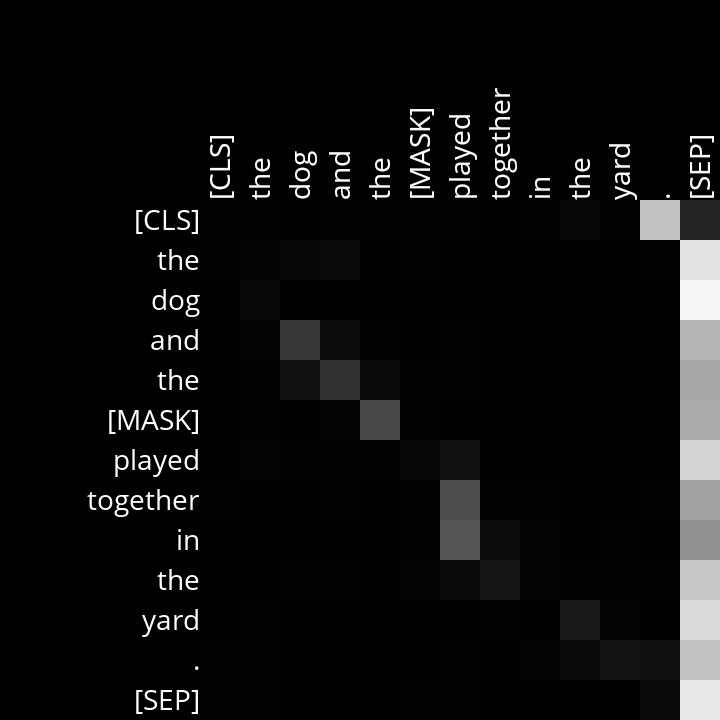 [CLS]
the
dog
and
the
[MASK]
played
together
in
the
yard
.
[SEP]
[CLS]
the
dog
and
the
[MASK]
played
together
in
the
yard
.
[SEP]